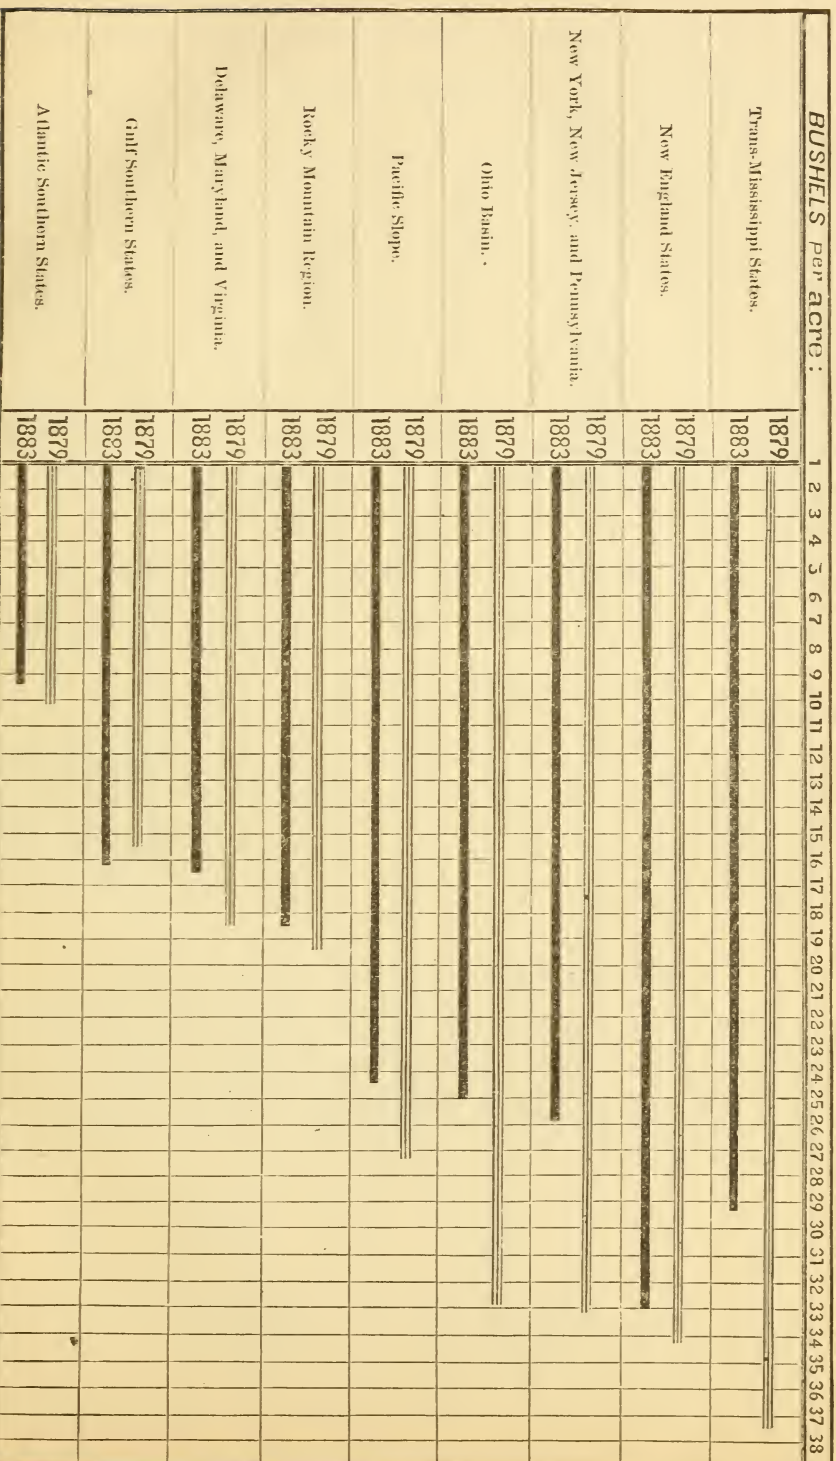 BUSHELS per acre: 1 2 3 4 5 6 7 8 9 10 11 12 13 14 15 16 17 18 19 20 21 22 23 24 25 26 27 28 29 30 31 32 33 34 35 36 37 38
Trans-Mississippi States.
1879
1883
New England States.
1879
1883
New York, New Jersey, and Pennsylvania.
1879
1883
Ohio Basin.
1879
1883
Pacific Slope.
1879
1883
Rocky Mountain Region.
1879
1883
Delaware, Maryland, and Virginia.
1879
1883
Gulf Southern States.
1879
1883
Atlantic Southern States.
1879
1883